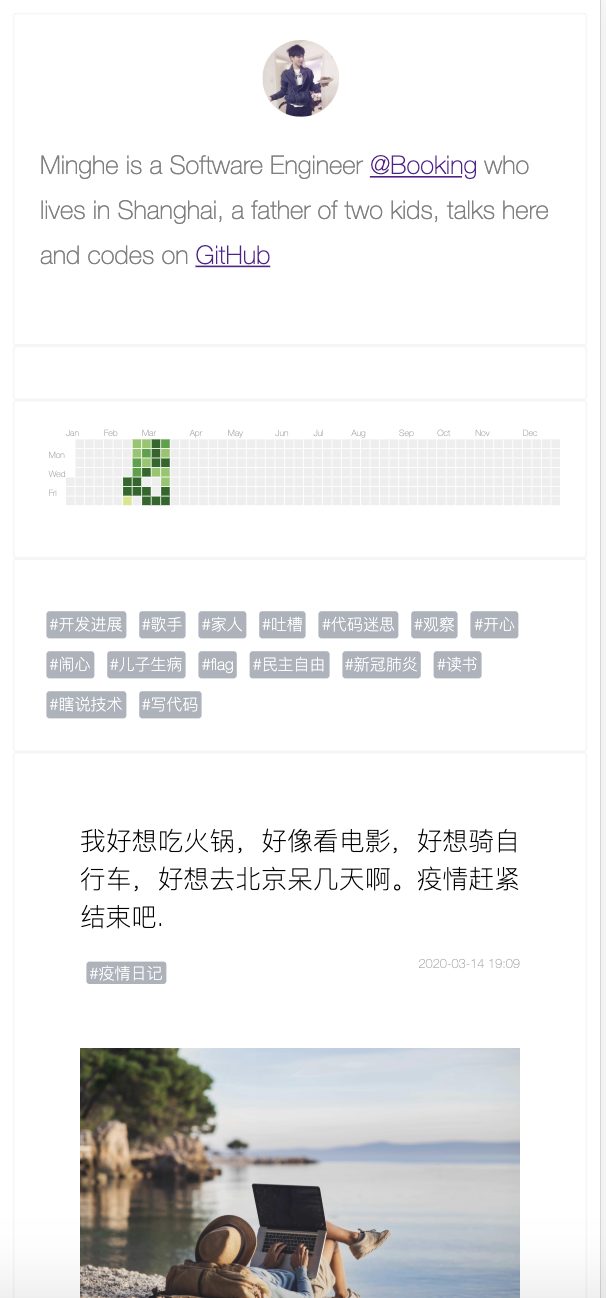 Minghe is a Software Engineer @Booking who
lives in Shanghai, a father of two kids, talks here
and codes on GitHub
Jan Feb Mar Apr May Jun Jul Aug Sep Oct Nov Dec
Mon
Wed
Fri
#开发进展 #歌手 #家人 #吐槽 #代码迷思 #观察 #开心
#闹心 #儿子生病 #flag #民主自由 #新冠肺炎 #读书
#瞎说技术 #写代码
我好想吃火锅，好像看电影，好想骑自
行车，好想去北京呆几天啊。疫情赶紧
结束吧.
#疫情日记 2020-03-14 19:09